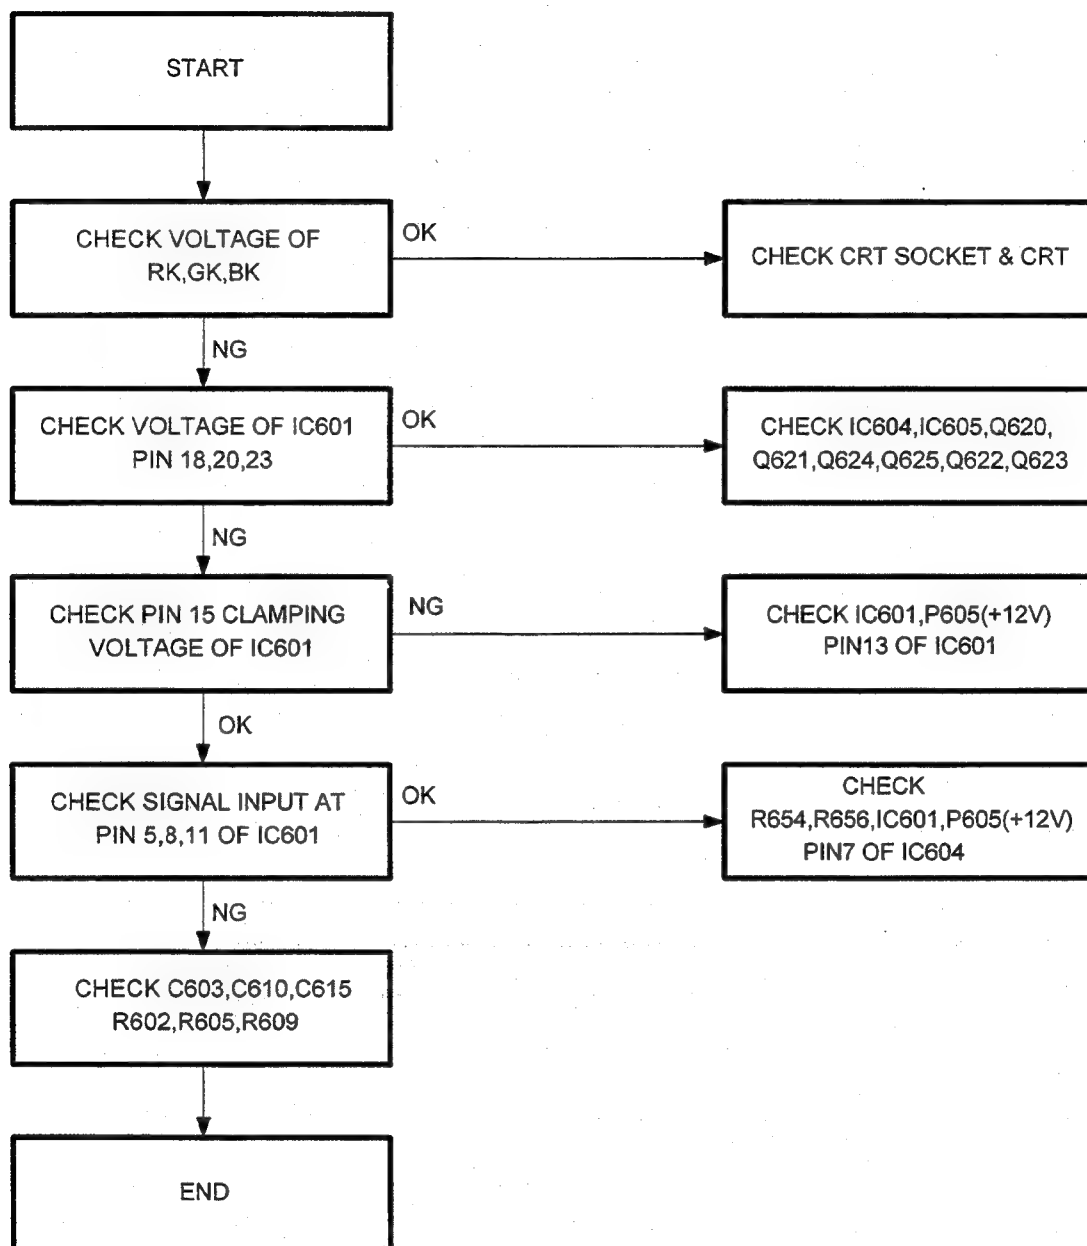 START
CHECK VOLTAGE OF
RK,GK,BK
OK
CHECK CRT SOCKET & CRT
NG
CHECK VOLTAGE OF IC601
PIN 18,20,23
OK
CHECK IC604,IC605,Q620,
Q621,Q624,Q625,Q622,Q623
NG
CHECK PIN 15 CLAMPING
VOLTAGE OF IC601
NG
CHECK IC601,P605(+12V)
PIN13 OF IC601
OK
CHECK SIGNAL INPUT AT
PIN 5,8,11 OF IC601
OK
CHECK
R654,R656,IC601,P605(+12V)
PIN7 OF IC604
NG
CHECK C603,C610,C615
R602,R605,R609
END